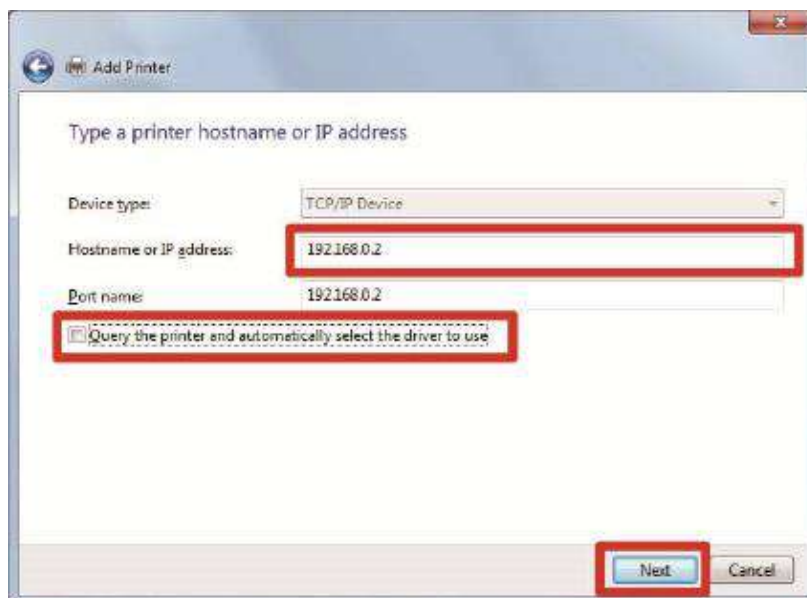 Add Printer
Type a printer hostname or IP address
Device type: TCP/IP Device
Hostname or IP address: 192.168.0.2
Port name: 192.168.0.2
Query the printer and automatically select the driver to use
Next Cancel